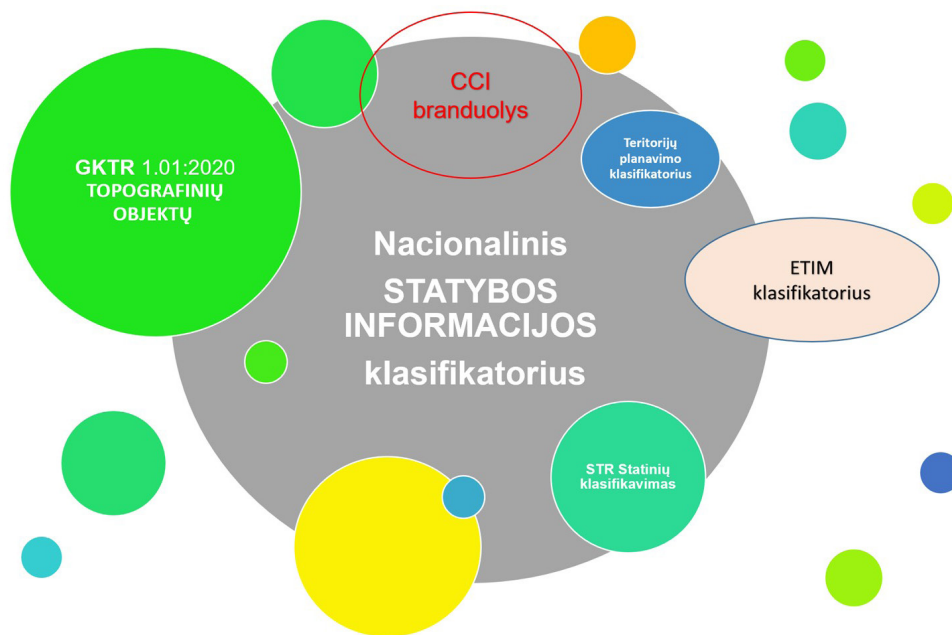 CCI
branduolys
GKTR 1.01:2020
TOPOGRAFINIŲ
OBJEKTŲ
Teritorijų
planavimo
klasifikatorius
Nacionalinis
STATYBOS
INFORMACIJOS
klasifikatorius
ETIM
klasifikatorius
STR Statinių
klasifikavimas